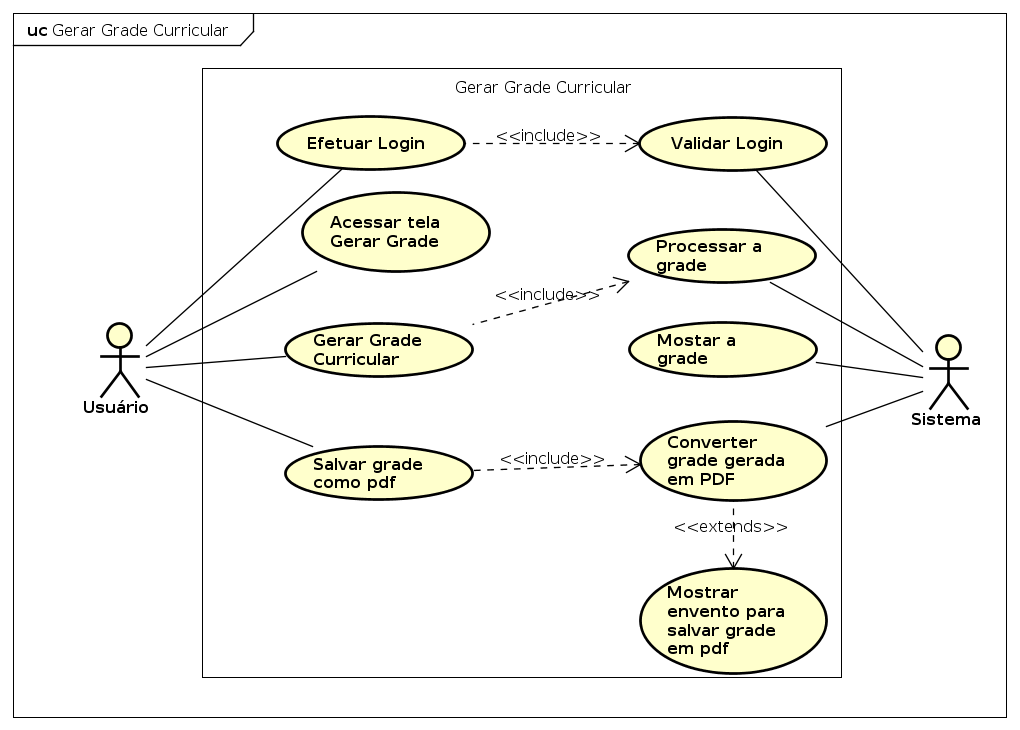 uc Gerar Grade Curricular
Gerar Grade Curricular
Efetuar Login
<<include>>
Validar Login
Acessar tela
Gerar Grade
Processar a
grade
<<include>>
Gerar Grade
Curricular
Mostar a
grade
Usuário
Sistema
Salvar grade
como pdf
<<include>>
Converter
grade gerada
em PDF
<<extends>>
Mostrar
envento para
salvar grade
em pdf